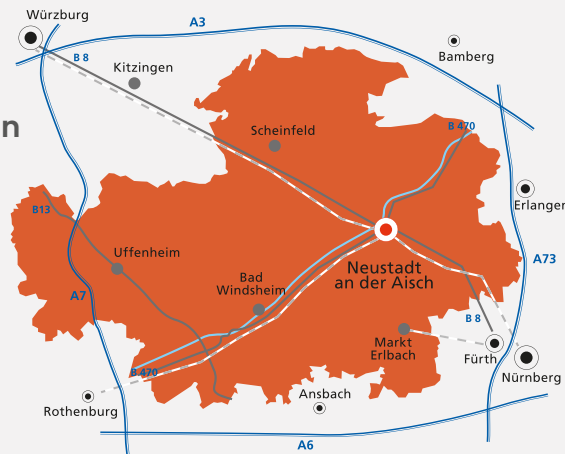 Würzburg
A3
B 8
Bamberg
Kitzingen
n
Scheinfeld
B 470
Erlangen
B13
Uffenheim
A73
Neustadt
an der Aisch
Bad
Windsheim
A7
B 8
Markt
Erlbach
Fürth
B 470
Nürnberg
Ansbach
Rothenburg
A6